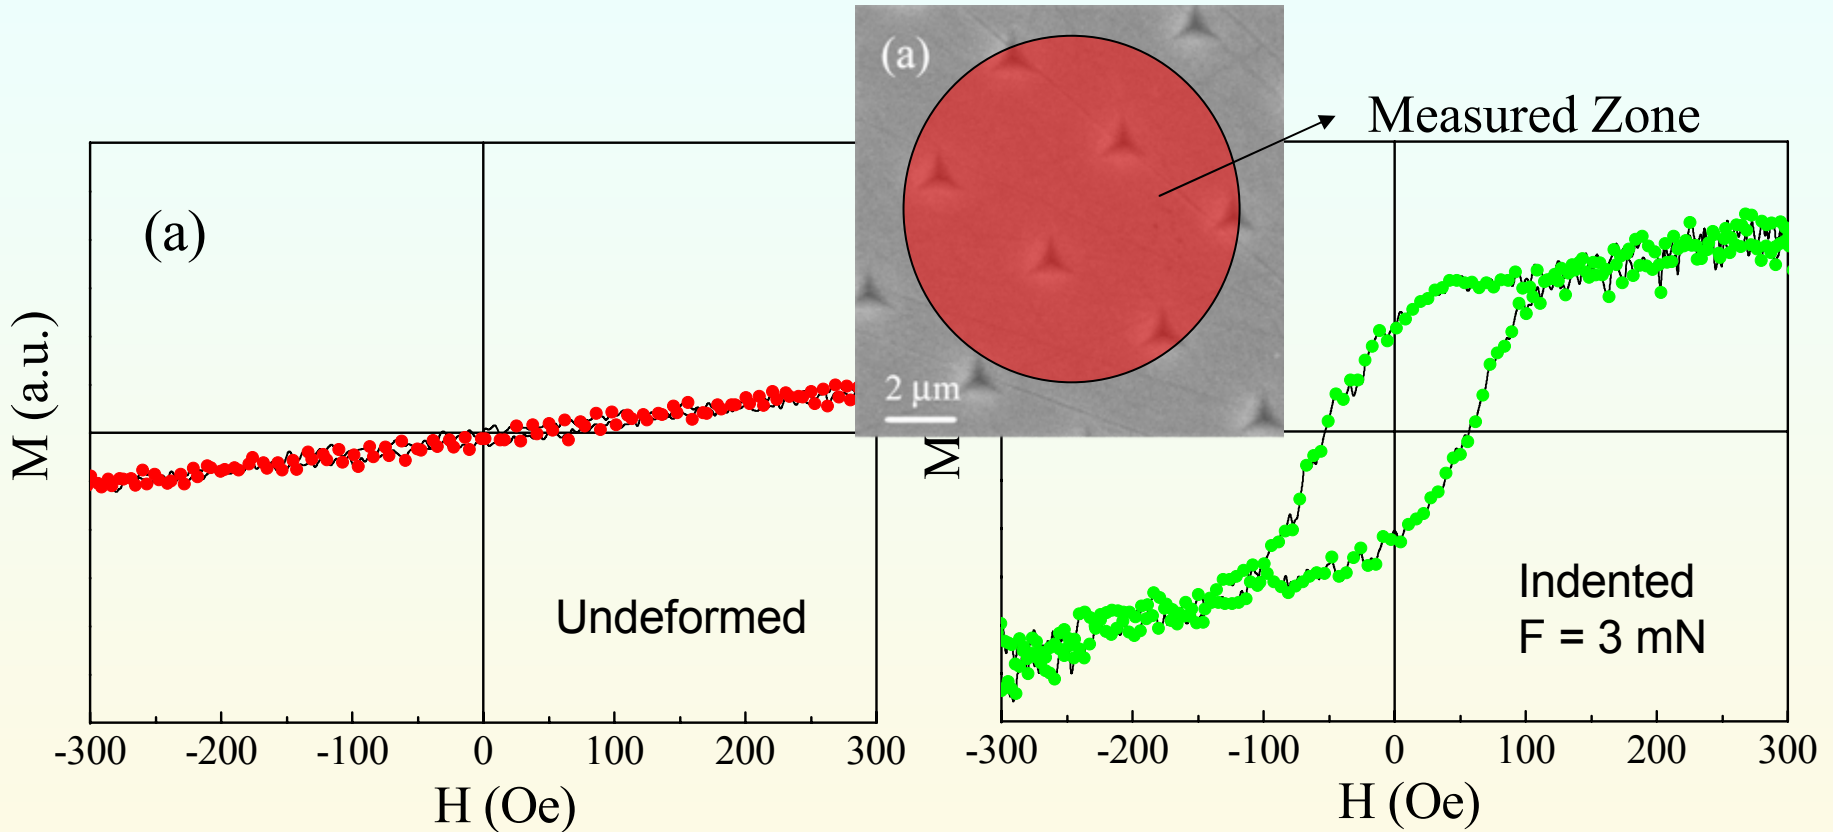 (a)
Measured Zone
2 μm
(a)
M (a.u.)
Undeformed
-300 -200 -100 0 100 200 300
H (Oe)
M
Indented
F = 3 mN
-300 -200 -100 0 100 200 300
H (Oe)